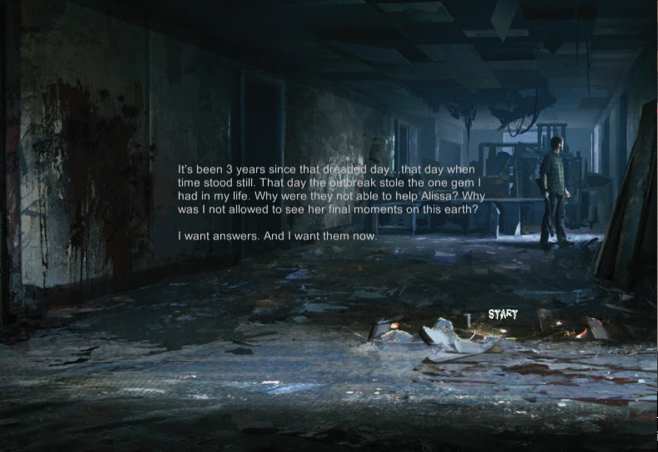 It's been 3 years since that dreaded day...that day when
time stood still. That day the outbreak stole the one gem I
had in my life. Why were they not able to help Alissa? Why
was I not allowed to see her final moments on this earth?
I want answers. And I want them now.
START